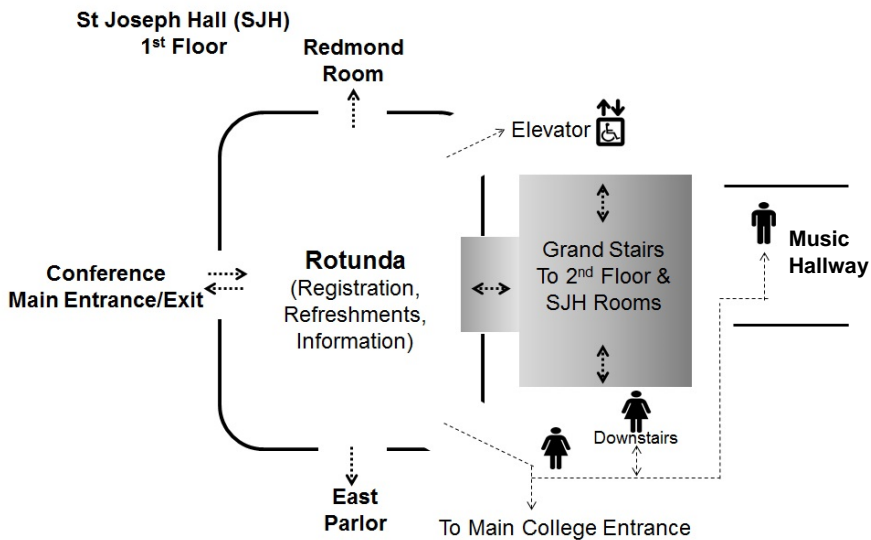 St Joseph Hall (SJH)
1st Floor
Redmond
Room
Elevator
Conference
Main Entrance/Exit
Rotunda
(Registration,
Refreshments,
Information)
Grand Stairs
To 2nd Floor &
SJH Rooms
Music
Hallway
Downstairs
East
Parlor
To Main College Entrance